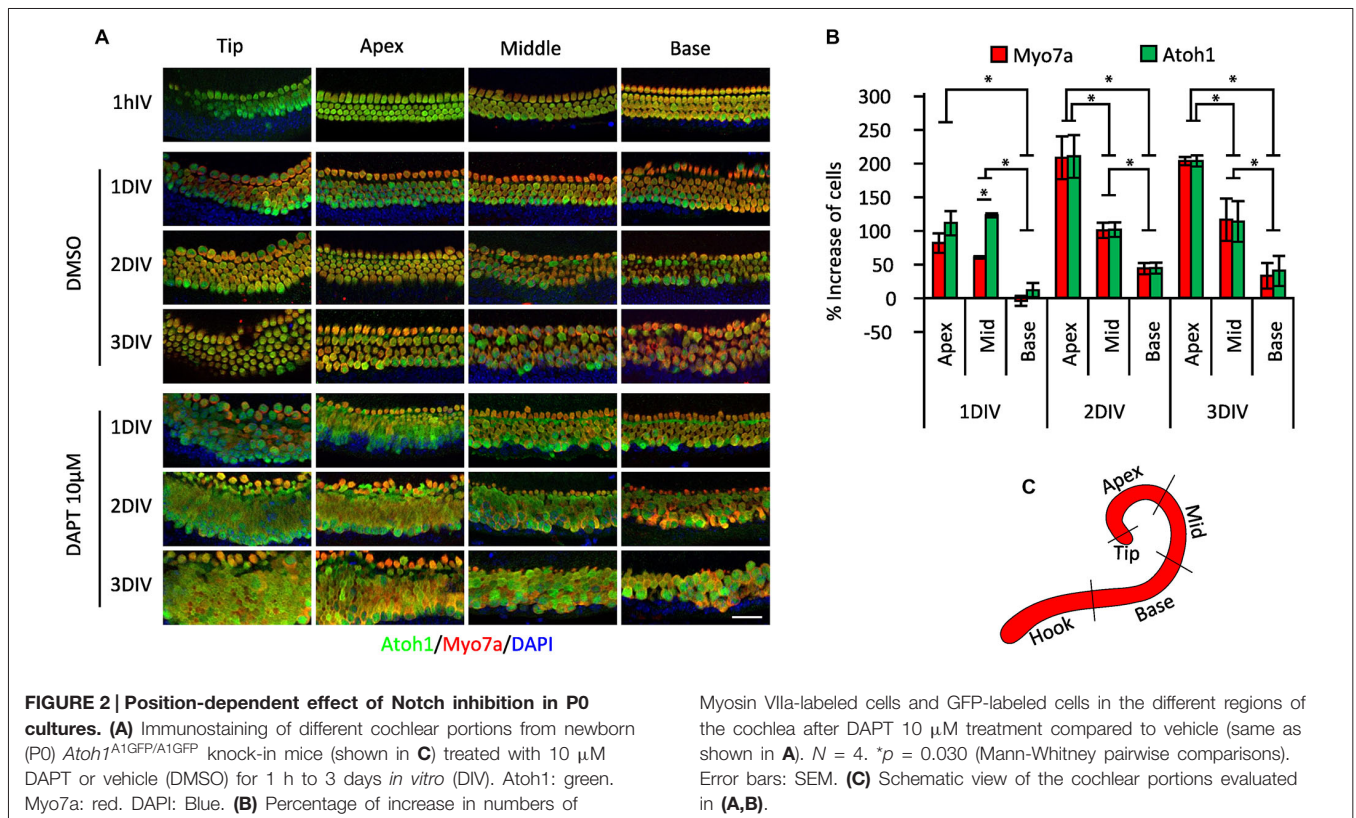 A
Tip
Apex
Middle
Base
1hIV
DMSO
1DIV
2DIV
3DIV
DAPT 10µM
1DIV
2DIV
3DIV
Atoh1/Myo7a/DAPI
B
Myo7a
Atoh1
% Increase of cells
300
250
200
150
100
50
0
-50
*
*
*
*
*
*
*
*
*
Apex
Mid
Base
Apex
Mid
Base
Apex
Mid
Base
1DIV
2DIV
3DIV
C
Apex
Mid
Tip
Base
Hook
FIGURE 2 | Position-dependent effect of Notch inhibition in P0
cultures. (A) Immunostaining of different cochlear portions from newborn
(P0) Atoh1A1GFP/A1GFP knock-in mice (shown in C) treated with 10 µM
DAPT or vehicle (DMSO) for 1 h to 3 days in vitro (DIV). Atoh1: green.
Myo7a: red. DAPI: Blue. (B) Percentage of increase in numbers of
Myosin VIIa-labeled cells and GFP-labeled cells in the different regions of
the cochlea after DAPT 10 µM treatment compared to vehicle (same as
shown in A). N = 4. *p = 0.030 (Mann-Whitney pairwise comparisons).
Error bars: SEM. (C) Schematic view of the cochlear portions evaluated
in (A,B).